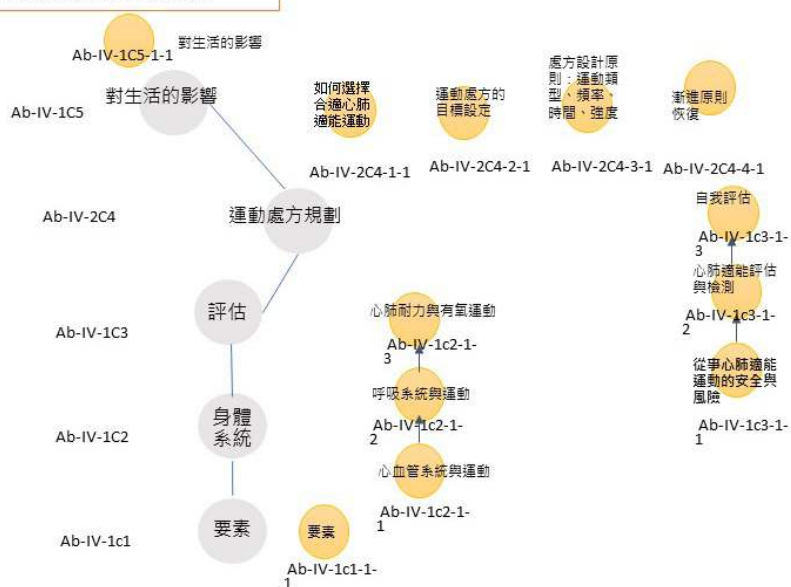 對生活的影響
Ab-IV-1C5-1-1
對生活的影響
Ab-IV-1C5
如何選擇
合適心肺
適能運動
運動處方的
目標設定
處方設計原
則：運動類
型、頻率、
時間、強度
漸進原則
恢復
Ab-IV-2C4-1-1
Ab-IV-2C4-2-1
Ab-IV-2C4-3-1
Ab-IV-2C4-4-1
Ab-IV-2C4
運動處方規劃
自我評估
Ab-IV-1c3-1-
3
心肺適能評估
與檢測
Ab-IV-1c3-1-
2
從事心肺適能
運動的安全與
風險
Ab-IV-1c3-1-
1
評估
Ab-IV-1C3
心肺耐力與有氧運動
Ab-IV-1c2-1-
3
呼吸系統與運動
Ab-IV-1c2-1-
2
心血管系統與運動
Ab-IV-1c2-1-
1
身體
系統
Ab-IV-1C2
要素
Ab-IV-1c1
要素
Ab-IV-1c1-1-
1